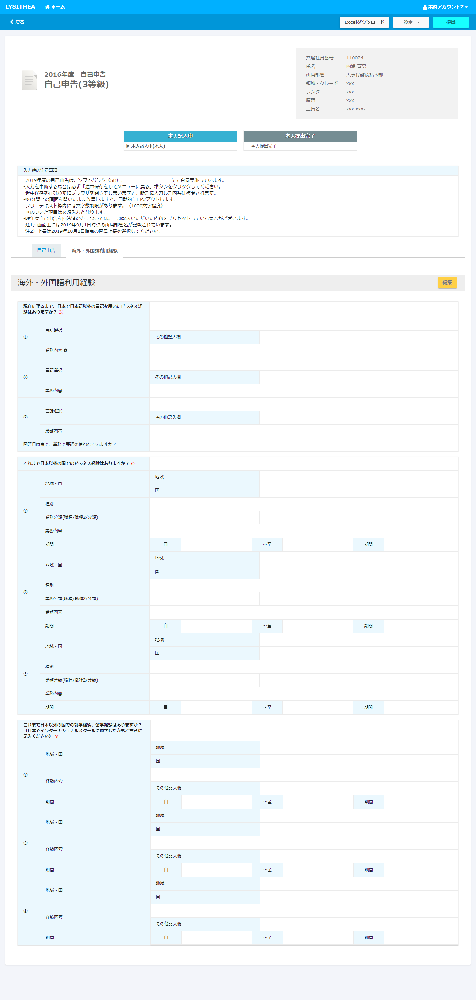 LYSITHEA ホーム 業務アカウントZ
戻る Excelダウンロード 設定 提出
2016年度　自己申告
自己申告(3等級)
共通社員番号 110024
氏名 四浦 育男
所属部署 人事総務統括本部
領域・グレード xxx
ランク xxx
原籍 xxx
上長名 xxx xxxx
本人記入中 本人提出完了
▶ 本人記入中(本人) 本人提出完了
入力時の注意事項
-2019年度の自己申告は、ソフトバンク（SB）、・・・・・・・・・・にて合同実施しています。
-入力を中断する場合は必ず「途中保存をしてメニューに戻る」ボタンをクリックしてください。
-途中保存を行なわずにブラウザを閉じてしまいますと、新たに入力した内容は破棄されます。
-90分間この画面を開いたまま放置しますと、自動的にログアウトします。
-フリーテキスト枠内には文字数制限があります。（1000文字程度）
-＊のついた項目は必須入力となります。
-昨年度自己申告を回答済の方については、一部記入いただいた内容をプリセットしている場合がございます。
-注1）画面上には2019年9月1日時点の所属部署名が記載されています。
-注2）上長は2019年10月1日時点の直属上長を選択してください。
自己申告 海外・外国語利用経験
海外・外国語利用経験 編集
現在に至るまで、日本で日本語以外の言語を用いたビジネス経
験はありますか？ ※
① 言語選択
その他記入欄
業務内容
② 言語選択
その他記入欄
業務内容
③ 言語選択
その他記入欄
業務内容
回答日時点で、業務で英語を使われていますか？
これまで日本以外の国でのビジネス経験はありますか？ ※
① 地域・国 地域
国
種別
業務分類(職種/職種2/分類)
業務内容
期間 自 ～至 期間
② 地域・国 地域
国
種別
業務分類(職種/職種2/分類)
業務内容
期間 自 ～至 期間
③ 地域・国 地域
国
種別
業務分類(職種/職種2/分類)
業務内容
期間 自 ～至 期間
これまで日本以外の国での就学経験、留学経験はありますか？
（日本でインターナショナルスクールに通学した方もこちらに
記入ください） ※
① 地域・国 地域
国
経験内容
その他記入欄
期間 自 ～至 期間
② 地域・国 地域
国
経験内容
その他記入欄
期間 自 ～至 期間
③ 地域・国 地域
国
経験内容
その他記入欄
期間 自 ～至 期間